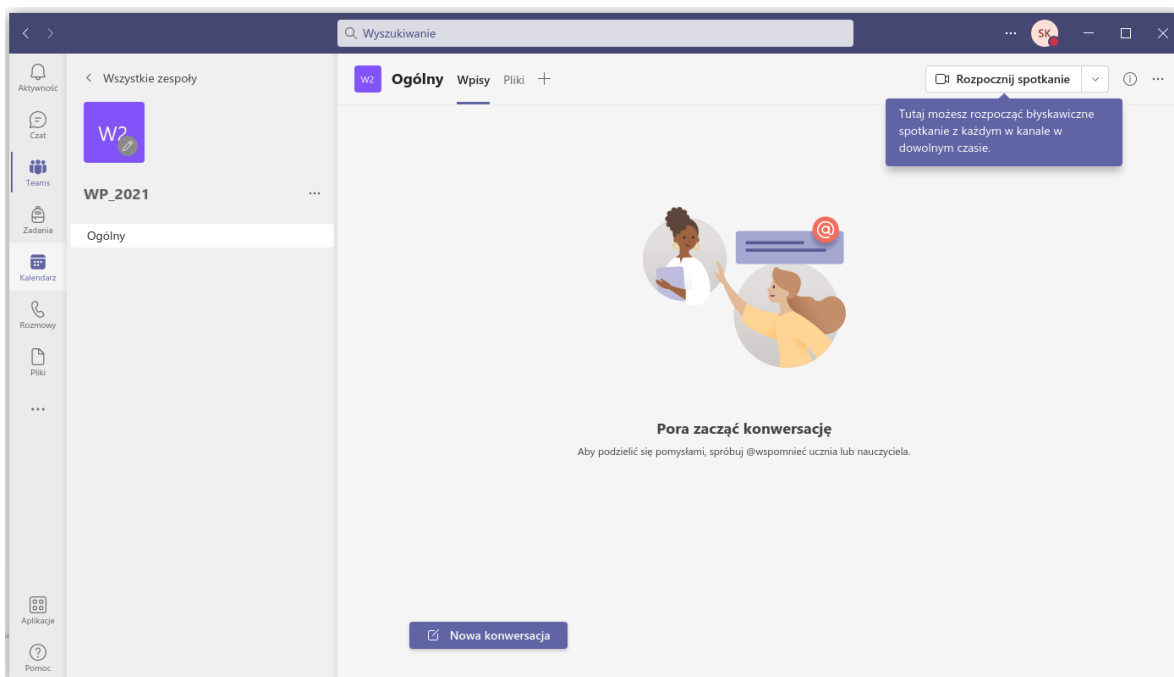 Wyszukiwanie
SK
Aktywność
Czat
Teams
Zadania
Kalendarz
Rozmowy
Pliki
Aplikacje
Pomoc
Wszystkie zespoły
W2
WP_2021
Ogólny
W2 Ogólny Wpisy Pliki
Rozpocznij spotkanie
Tutaj możesz rozpocząć błyskawiczne
spotkanie z każdym w kanale w
dowolnym czasie.
@
Pora zacząć konwersację
Aby podzielić się pomysłami, spróbuj @wspomnieć ucznia lub nauczyciela.
Nowa konwersacja